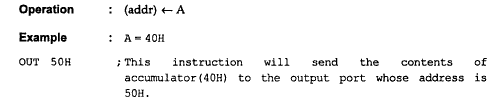 Operation : (addr) ← A
Example : A = 40H
OUT 50H ; This instruction will send the contents of
accumulator(40H) to the output port whose address is
50H.